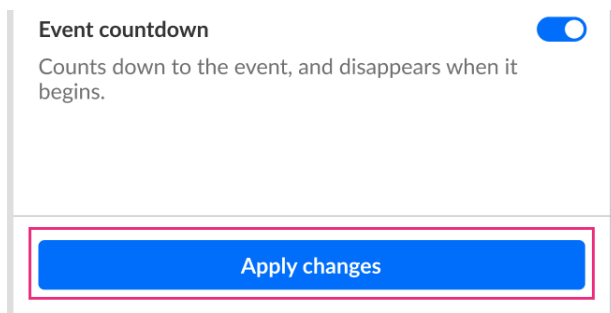 Event countdown
Counts down to the event, and disappears when it
begins.
Apply changes